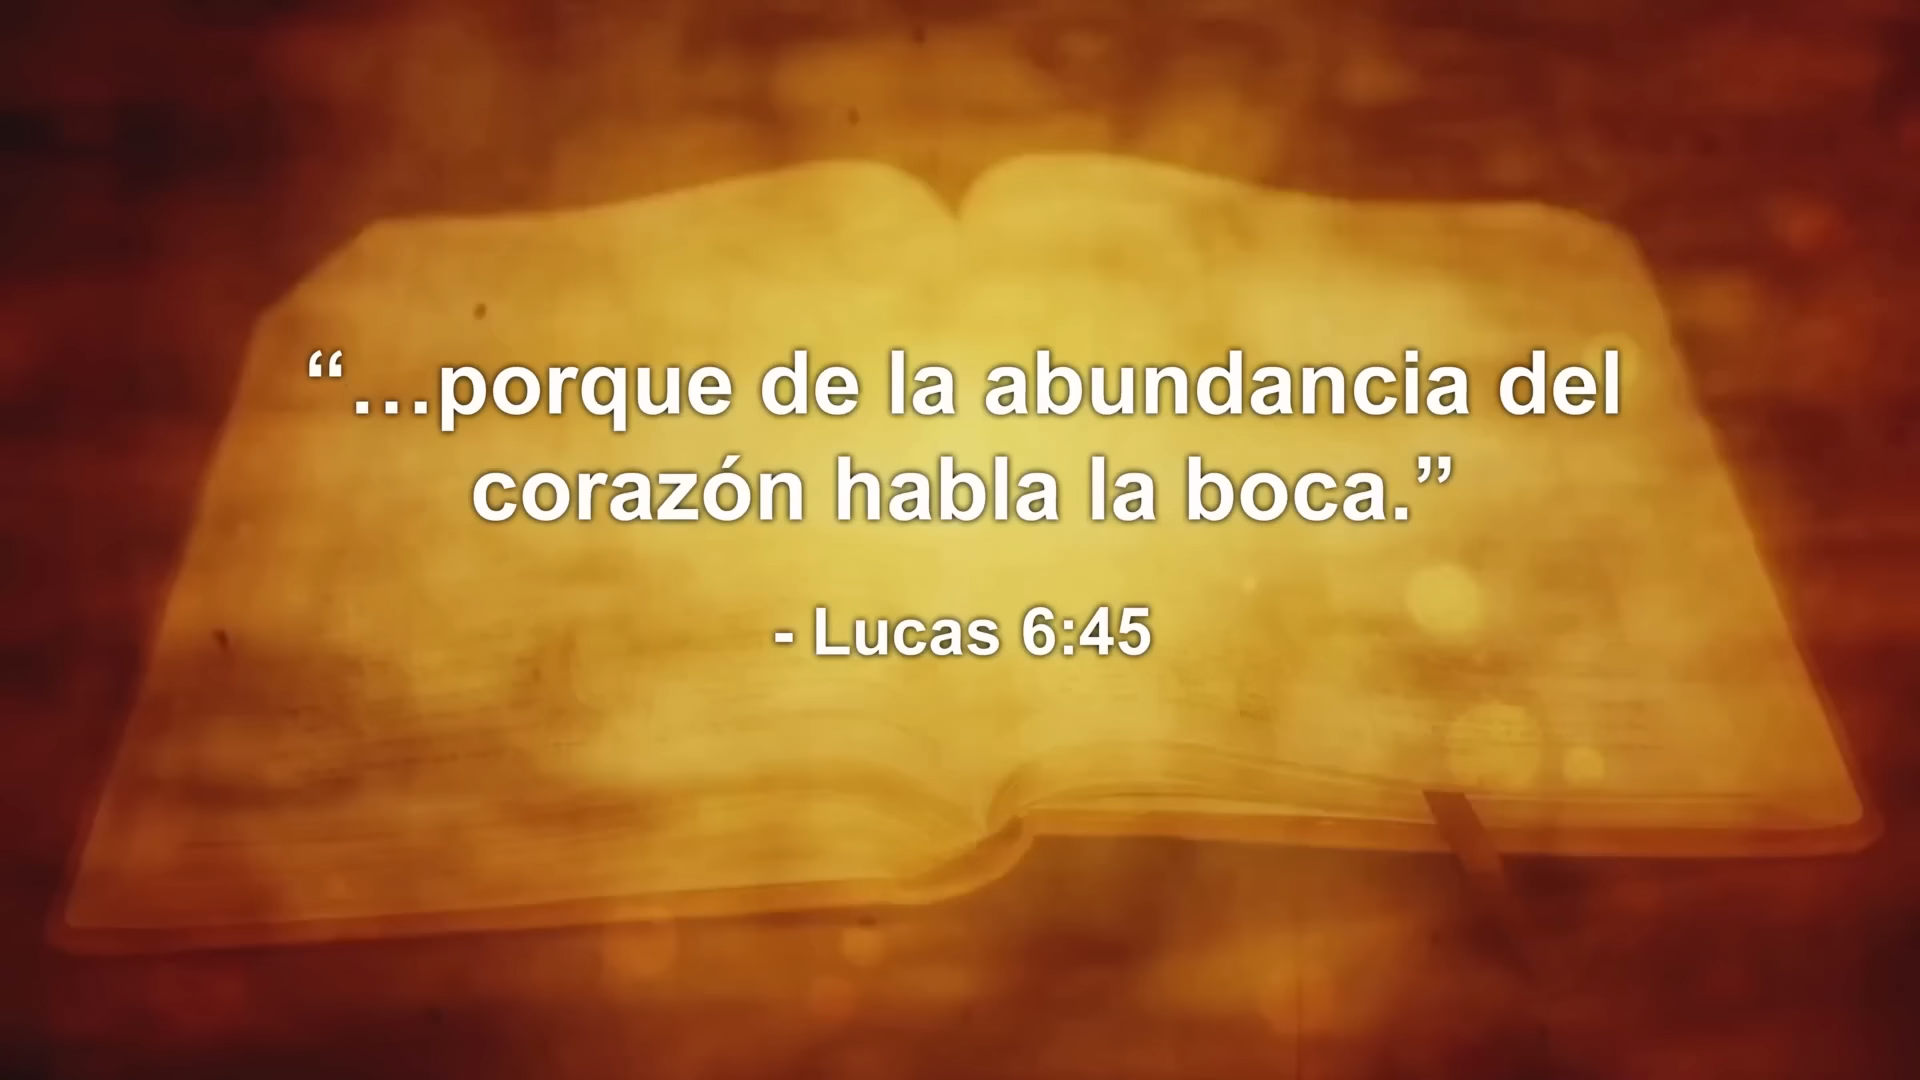 “…porque de la abundancia del
corazón habla la boca.”
- Lucas 6:45